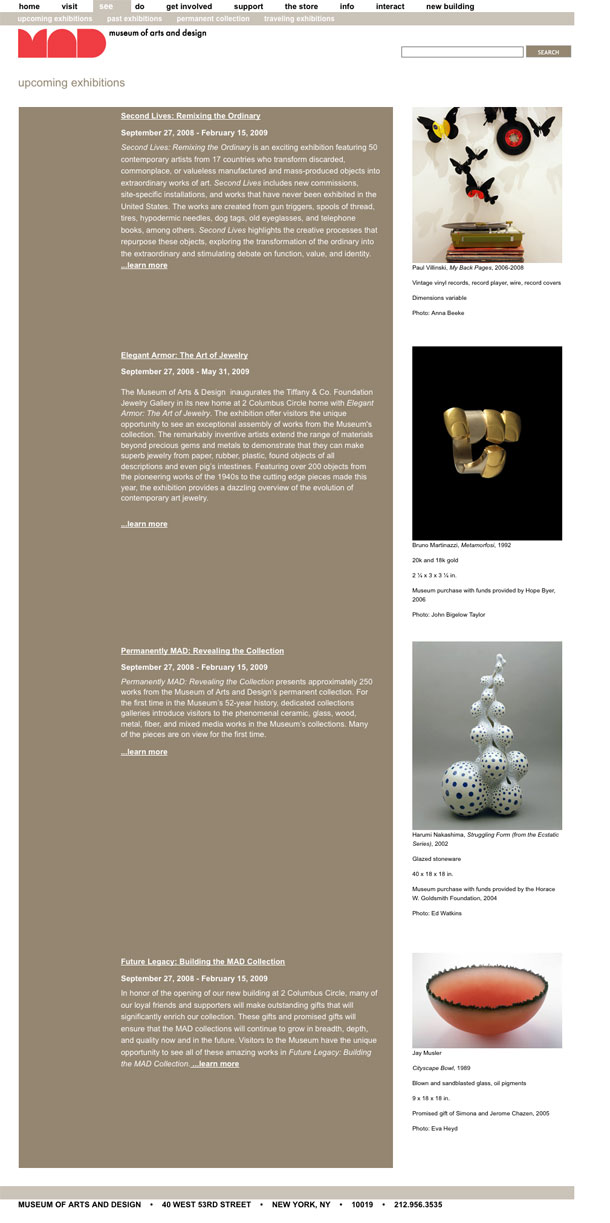 home visit see do get involved support the store info interact new building
upcoming exhibitions past exhibitions permanent collection traveling exhibitions
MAD museum of arts and design
SEARCH
upcoming exhibitions
Second Lives: Remixing the Ordinary
September 27, 2008 - February 15, 2009
Second Lives: Remixing the Ordinary is an exciting exhibition featuring 50
contemporary artists from 17 countries who transform discarded,
commonplace, or valueless manufactured and mass-produced objects into
extraordinary works of art. Second Lives includes new commissions,
site-specific installations, and works that have never been exhibited in the
United States. The works are created from gun triggers, spools of thread,
tires, hypodermic needles, dog tags, old eyeglasses, and telephone
books, among others. Second Lives highlights the creative processes that
repurpose these objects, exploring the transformation of the ordinary into
the extraordinary and stimulating debate on function, value, and identity.
...learn more
Paul Villinski, My Back Pages, 2006-2008
Vintage vinyl records, record player, wire, record covers
Dimensions variable
Photo: Anna Beeke
Elegant Armor: The Art of Jewelry
September 27, 2008 - May 31, 2009
The Museum of Arts & Design inaugurates the Tiffany & Co. Foundation
Jewelry Gallery in its new home at 2 Columbus Circle home with Elegant
Armor: The Art of Jewelry. The exhibition offer visitors the unique
opportunity to see an exceptional assembly of works from the Museum's
collection. The remarkably inventive artists extend the range of materials
beyond precious gems and metals to demonstrate that they can make
superb jewelry from paper, rubber, plastic, found objects of all
descriptions and even pig's intestines. Featuring over 200 objects from
the pioneering works of the 1940s to the cutting edge pieces made this
year, the exhibition provides a dazzling overview of the evolution of
contemporary art jewelry.
...learn more
Bruno Martinazzi, Metamorfosi, 1992
20k and 18k gold
2 ¼ x 3 x 3 ¼ in.
Museum purchase with funds provided by Hope Byer,
2006
Photo: John Bigelow Taylor
Permanently MAD: Revealing the Collection
September 27, 2008 - February 15, 2009
Permanently MAD: Revealing the Collection presents approximately 250
works from the Museum of Arts and Design's permanent collection. For
the first time in the Museum's 52-year history, dedicated collections
galleries introduce visitors to the phenomenal ceramic, glass, wood,
metal, fiber, and mixed media works in the Museum's collections. Many
of the pieces are on view for the first time.
...learn more
Harumi Nakashima, Struggling Form (from the Ecstatic
Series), 2002
Glazed stoneware
40 x 18 x 18 in.
Museum purchase with funds provided by the Horace
W. Goldsmith Foundation, 2004
Photo: Ed Watkins
Future Legacy: Building the MAD Collection
September 27, 2008 - February 15, 2009
In honor of the opening of our new building at 2 Columbus Circle, many of
our loyal friends and supporters will make outstanding gifts that will
significantly enrich our collection. These gifts and promised gifts will
ensure that the MAD collections will continue to grow in breadth, depth,
and quality now and in the future. Visitors to the Museum have the unique
opportunity to see all of these amazing works in Future Legacy: Building
the MAD Collection. ...learn more
Jay Musler
Cityscape Bowl, 1989
Blown and sandblasted glass, oil pigments
9 x 18 x 18 in.
Promised gift of Simona and Jerome Chazen, 2005
Photo: Eva Heyd
MUSEUM OF ARTS AND DESIGN • 40 WEST 53RD STREET • NEW YORK, NY • 10019 • 212.956.3535